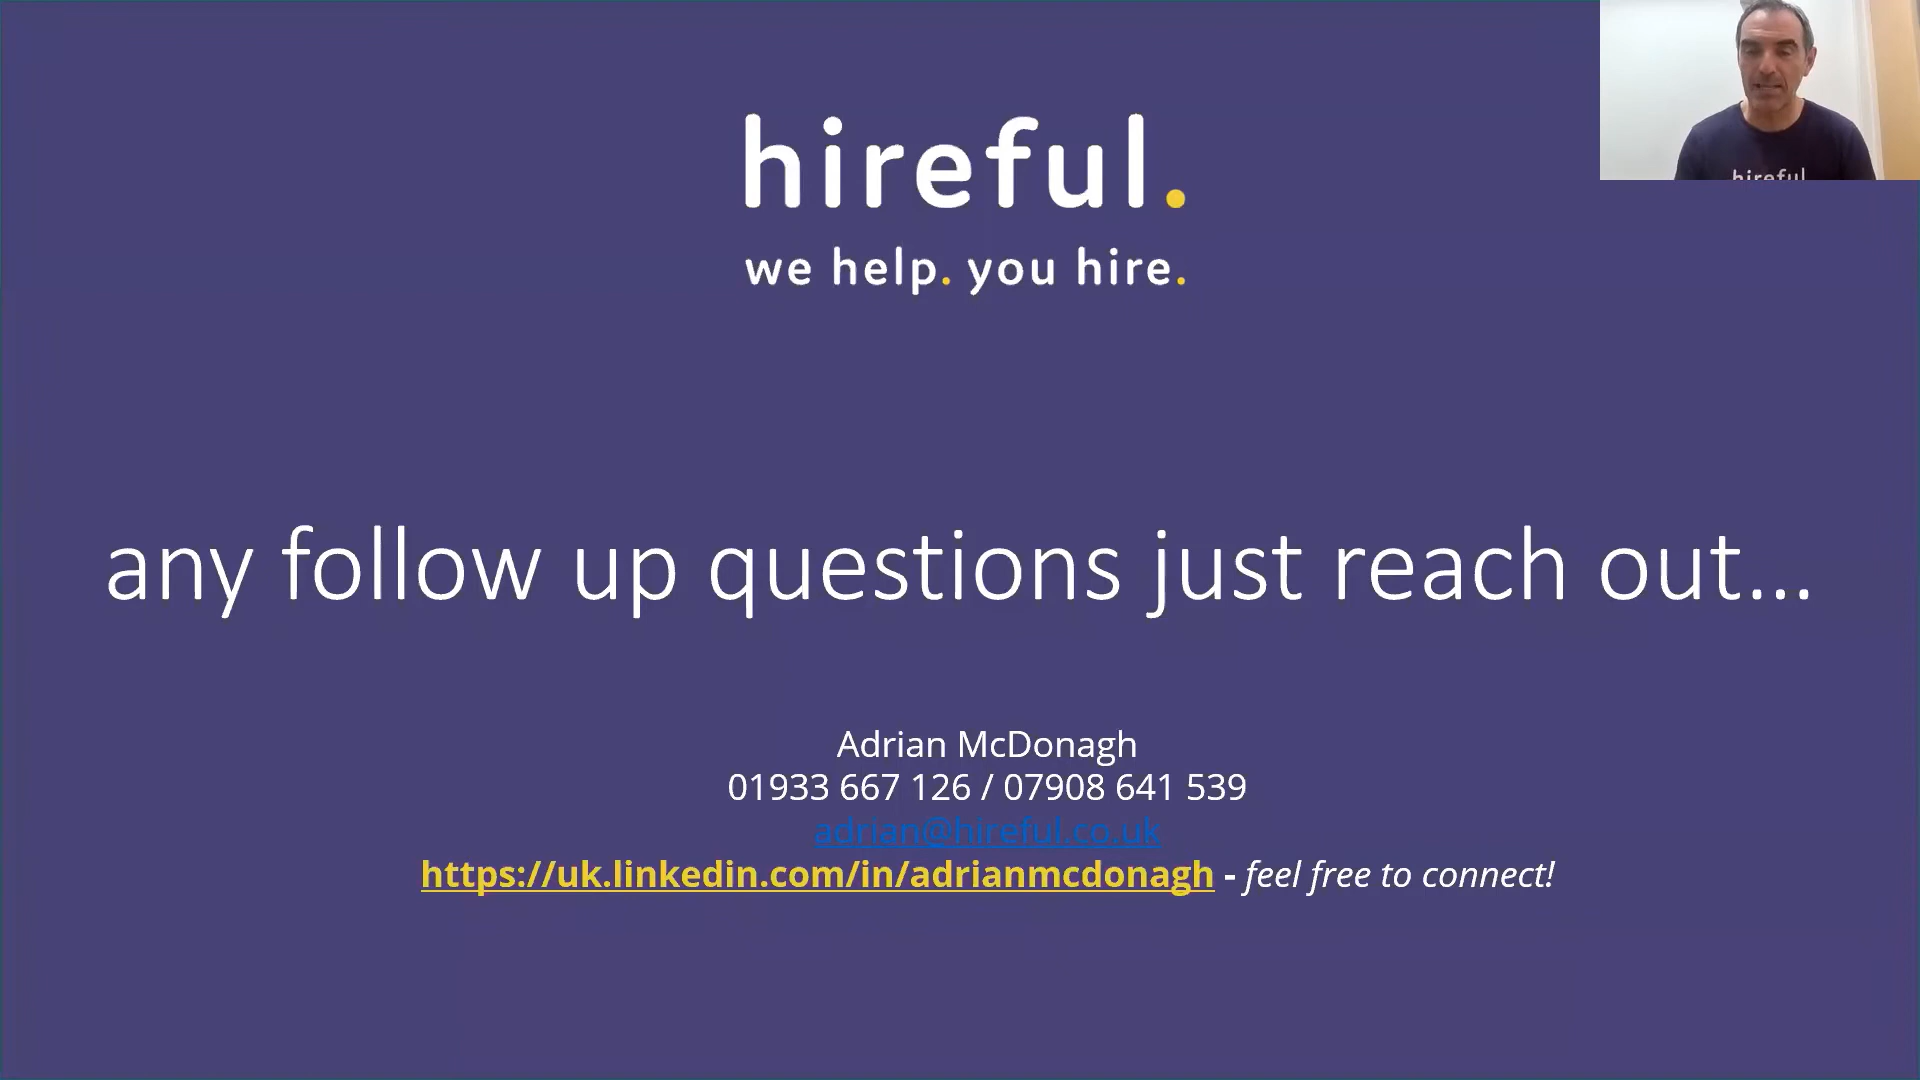 hireful.
we help. you hire.
hireful
any follow up questions just reach out...
Adrian McDonagh
01933 667 126 / 07908 641 539
adrian@hireful.co.uk
https://uk.linkedin.com/in/adrianmcdonagh - feel free to connect!